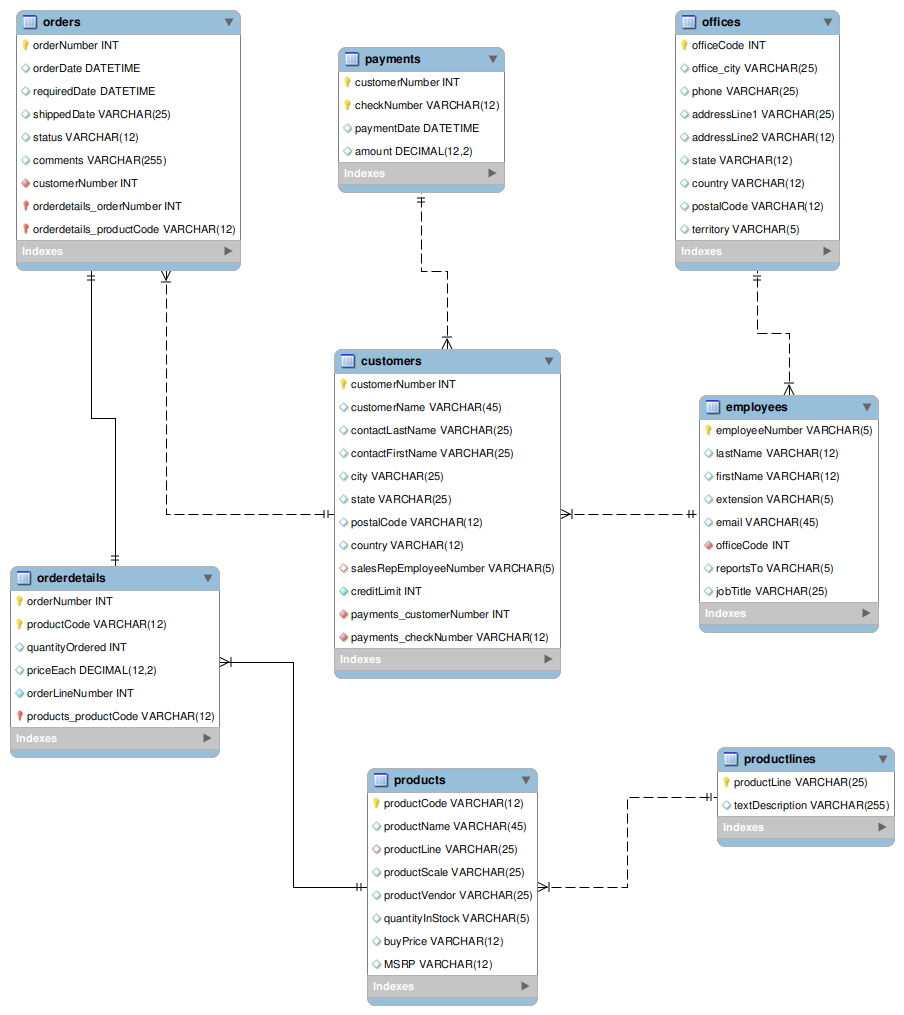 orders
orderNumber INT
orderDate DATETIME
requiredDate DATETIME
shippedDate VARCHAR(25)
status VARCHAR(12)
comments VARCHAR(255)
customerNumber INT
orderdetails_orderNumber INT
orderdetails_productCode VARCHAR(12)
Indexes
payments
customerNumber INT
checkNumber VARCHAR(12)
paymentDate DATETIME
amount DECIMAL(12,2)
Indexes
offices
officeCode INT
office_city VARCHAR(25)
phone VARCHAR(25)
addressLine1 VARCHAR(25)
addressLine2 VARCHAR(12)
state VARCHAR(12)
country VARCHAR(12)
postalCode VARCHAR(12)
territory VARCHAR(5)
Indexes
customers
customerNumber INT
customerName VARCHAR(45)
contactLastName VARCHAR(25)
contactFirstName VARCHAR(25)
city VARCHAR(25)
state VARCHAR(25)
postalCode VARCHAR(12)
country VARCHAR(12)
salesRepEmployeeNumber VARCHAR(5)
creditLimit INT
payments_customerNumber INT
payments_checkNumber VARCHAR(12)
Indexes
employees
employeeNumber VARCHAR(5)
lastName VARCHAR(12)
firstName VARCHAR(12)
extension VARCHAR(5)
email VARCHAR(45)
officeCode INT
reportsTo VARCHAR(5)
jobTitle VARCHAR(25)
Indexes
orderdetails
orderNumber INT
productCode VARCHAR(12)
quantityOrdered INT
priceEach DECIMAL(12,2)
orderLineNumber INT
products_productCode VARCHAR(12)
Indexes
products
productCode VARCHAR(12)
productName VARCHAR(45)
productLine VARCHAR(25)
productScale VARCHAR(25)
productVendor VARCHAR(25)
quantityInStock VARCHAR(5)
buyPrice VARCHAR(12)
MSRP VARCHAR(12)
Indexes
productlines
productLine VARCHAR(25)
textDescription VARCHAR(255)
Indexes